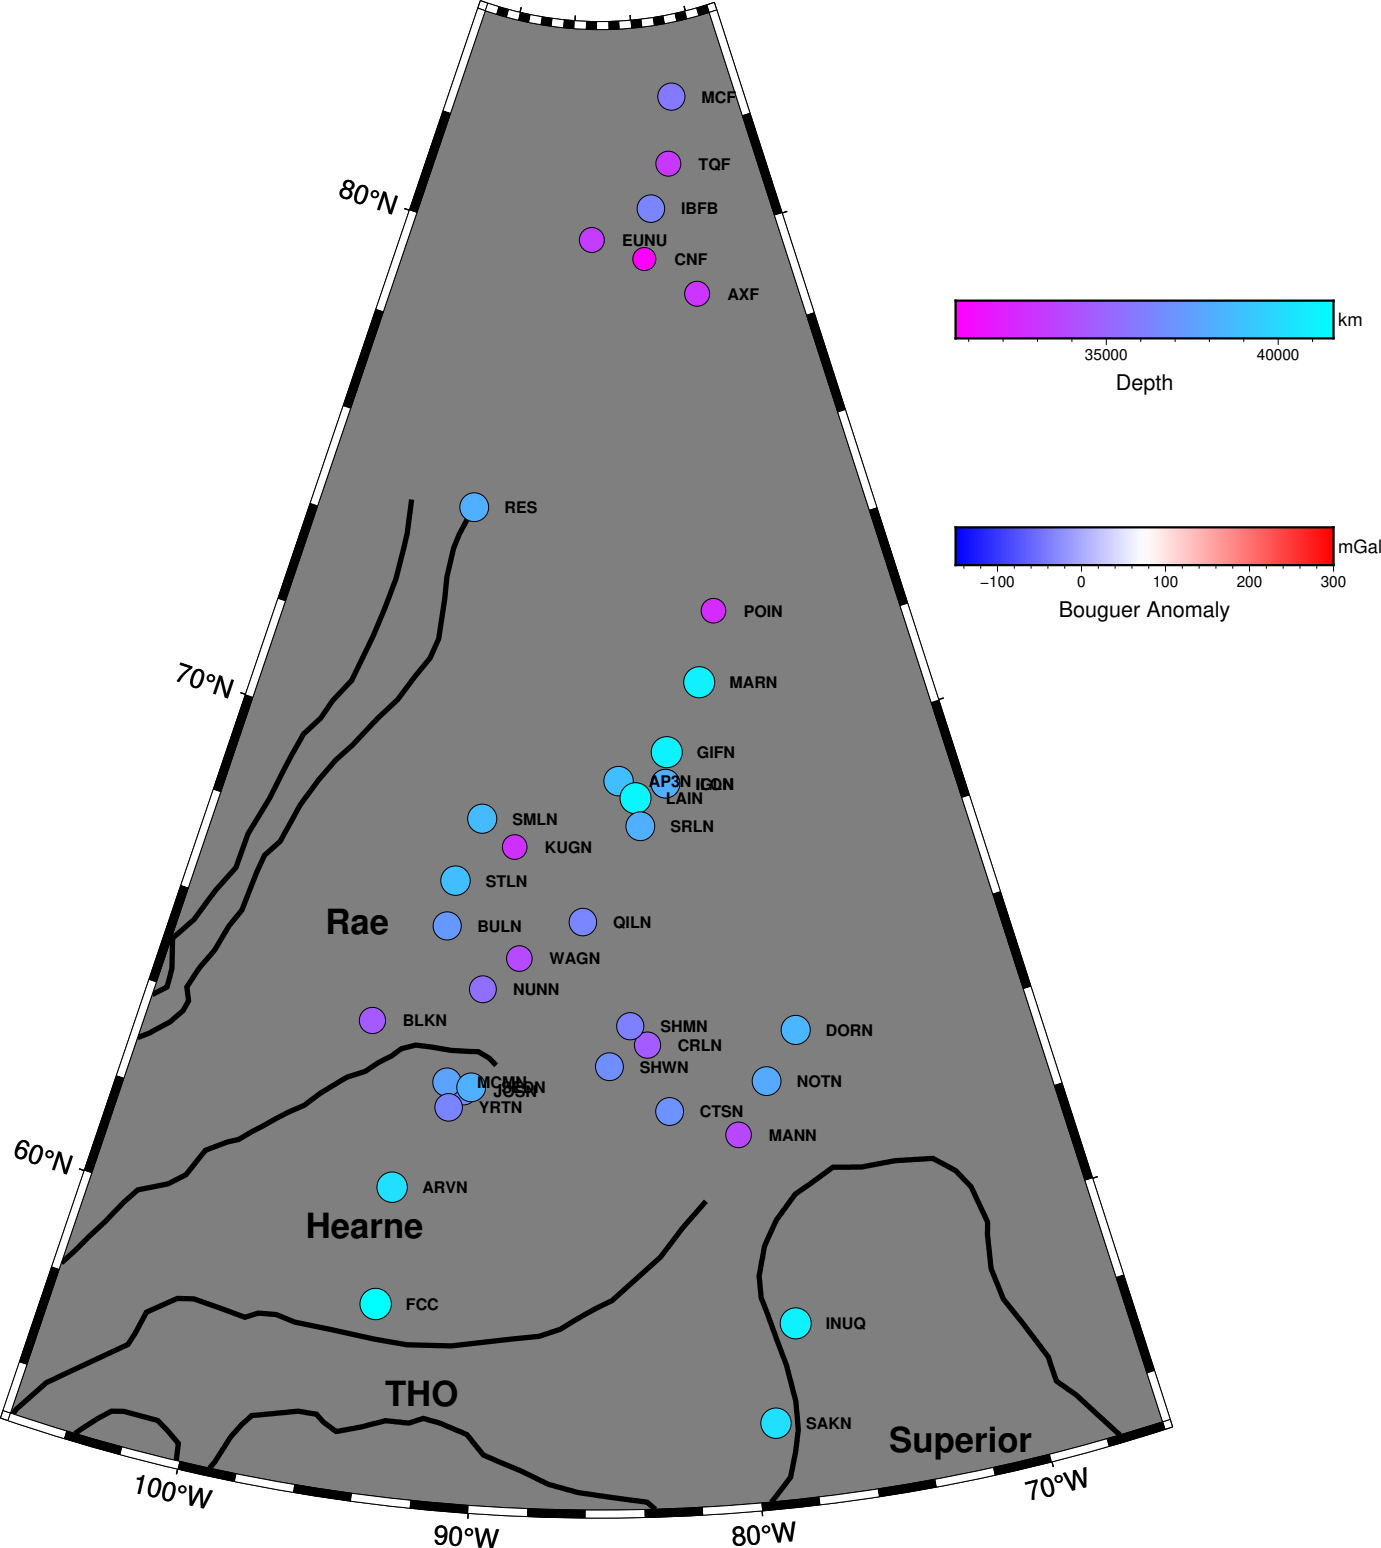 MCF
TQF
80°N
IBFB
EUNU
CNF
AXF
km
35000
40000
Depth
RES
mGal
−100
0
100
200
300
Bouguer Anomaly
POIN
70°N
MARN
GIFN
AP3N
LAIN
SMLN
SRLN
KUGN
STLN
Rae
BULN
QILN
WAGN
NUNN
BLKN
SHMN
DORN
CRLN
SHWN
MCMN
NOTN
JOSN
YRTN
CTSN
MANN
60°N
ARVN
Hearne
FCC
INUQ
THO
SAKN
Superior
100°W
70°W
90°W
80°W